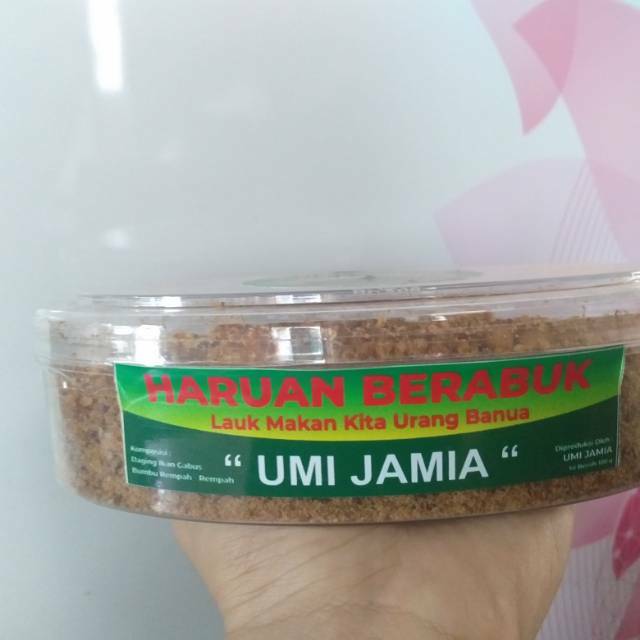 HARUAN BERABUK
Lauk Makan Kita Urang Banua
Komposisi :
Daging Ikan Gabus
Bumbu Rempah - Rempah
“ UMI JAMIA “
Diproduksi Oleh :
UMI JAMIA